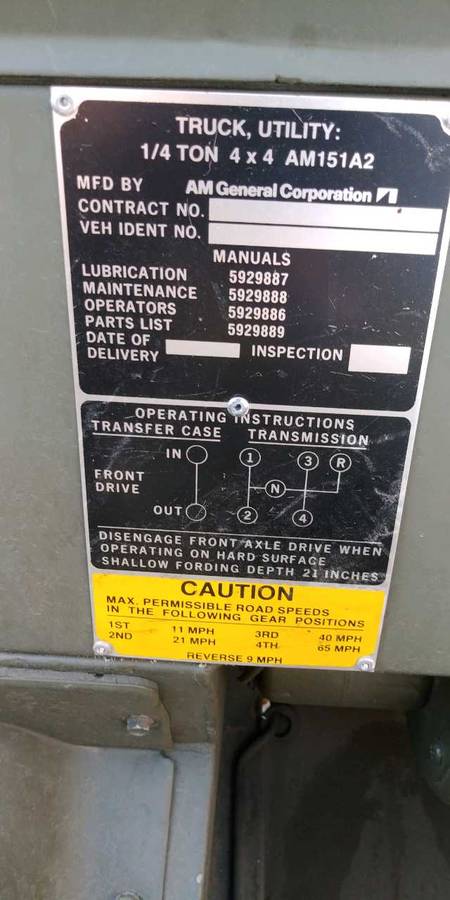 TRUCK, UTILITY:
1/4 TON 4 x 4 AM151A2
MFD BY AM General Corporation
CONTRACT NO.
VEH IDENT NO.
MANUALS
LUBRICATION 5929887
MAINTENANCE 5929888
OPERATORS 5929886
PARTS LIST 5929889
DATE OF
DELIVERY INSPECTION
OPERATING INSTRUCTIONS
TRANSFER CASE TRANSMISSION
IN 1 3 R
FRONT
DRIVE N
OUT 2 4
DISENGAGE FRONT AXLE DRIVE WHEN
OPERATING ON HARD SURFACE
SHALLOW FORDING DEPTH 21 INCHES
CAUTION
MAX. PERMISSIBLE ROAD SPEEDS
IN THE FOLLOWING GEAR POSITIONS
1ST 11 MPH 3RD 40 MPH
2ND 21 MPH 4TH 65 MPH
REVERSE 9 MPH